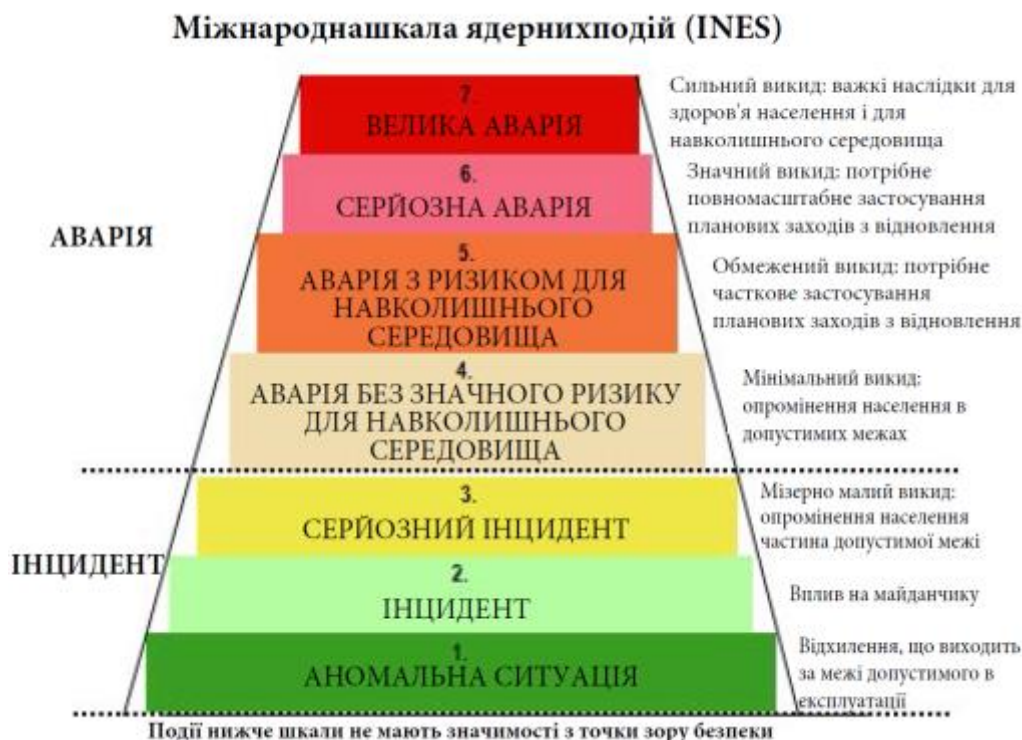 Міжнароднашкала ядернихподій (INES)
7
ВЕЛИКА АВАРІЯ
Сильний викид: важкі наслідки для
здоров'я населення і для
навколишнього середовища
6.
СЕРЙОЗНА АВАРІЯ
Значний викид: потрібне
повномасштабне застосування
планових заходів з відновлення
АВАРІЯ
5.
АВАРІЯ З РИЗИКОМ ДЛЯ
НАВКОЛИШНЬОГО
СЕРЕДОВИЩА
Обмежений викид: потрібне
часткове застосування
планових заходів з відновлення
4.
АВАРІЯ БЕЗ ЗНАЧНОГО РИЗИКУ
ДЛЯ НАВКОЛИШНЬОГО
СЕРЕДОВИЩА
Мінімальний викид:
опромінення населення в
допустимих межах
3.
СЕРЙОЗНИЙ ІНЦИДЕНТ
Мізерно малий викид:
опромінення населення
частина допустимої межі
ІНЦИДЕНТ
2.
ІНЦИДЕНТ
Вплив на майданчику
1.
АНОМАЛЬНА СИТУАЦІЯ
Відхилення, що виходить
за межі допустимого в
експлуатації
Події нижче шкали не мають значимості з точки зору безпеки